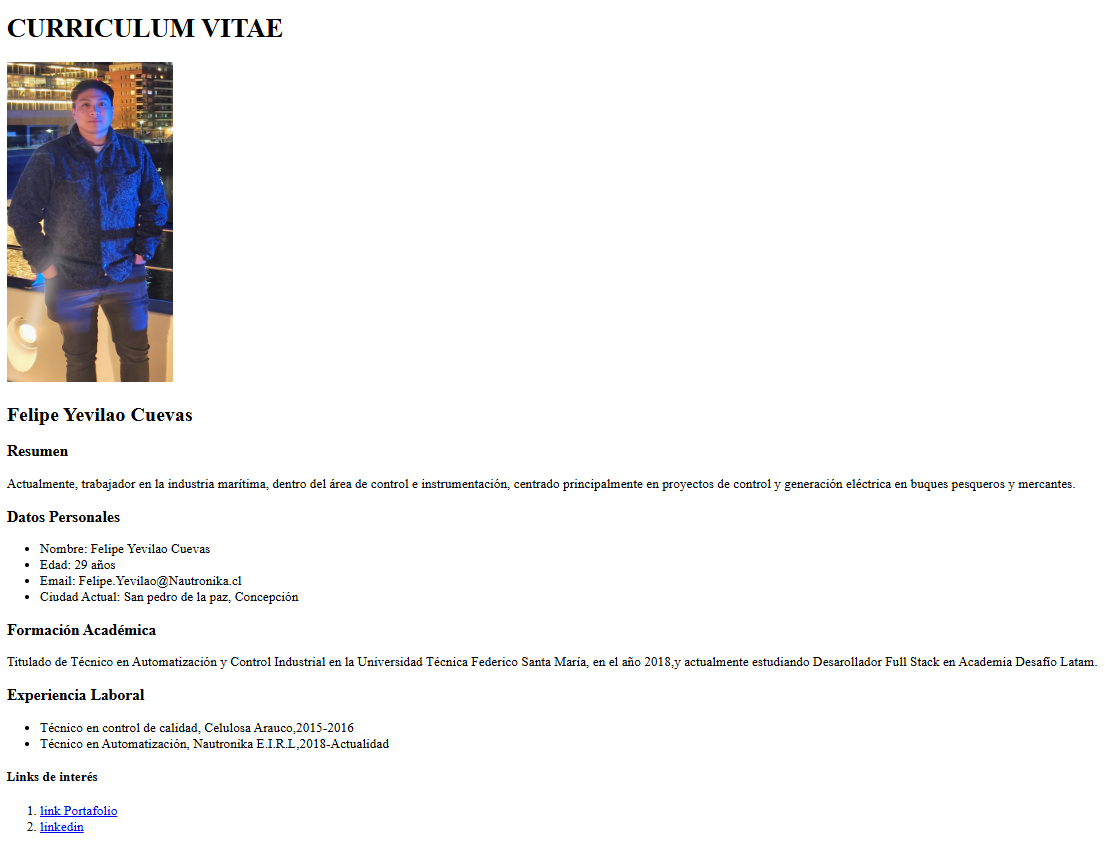 CURRICULUM VITAE
Felipe Yevilao Cuevas
Resumen
Actualmente, trabajador en la industria marítima, dentro del área de control e instrumentación, centrado principalmente en proyectos de control y generación eléctrica en buques pesqueros y mercantes.
Datos Personales
• Nombre: Felipe Yevilao Cuevas
• Edad: 29 años
• Email: Felipe.Yevilao@Nautronika.cl
• Ciudad Actual: San pedro de la paz, Concepción
Formación Académica
Titulado de Técnico en Automatización y Control Industrial en la Universidad Técnica Federico Santa María, en el año 2018,y actualmente estudiando Desarollador Full Stack en Academia Desafío Latam.
Experiencia Laboral
• Técnico en control de calidad, Celulosa Arauco,2015-2016
• Técnico en Automatización, Nautronika E.I.R.L,2018-Actualidad
Links de interés
1. link Portafolio
2. linkedin